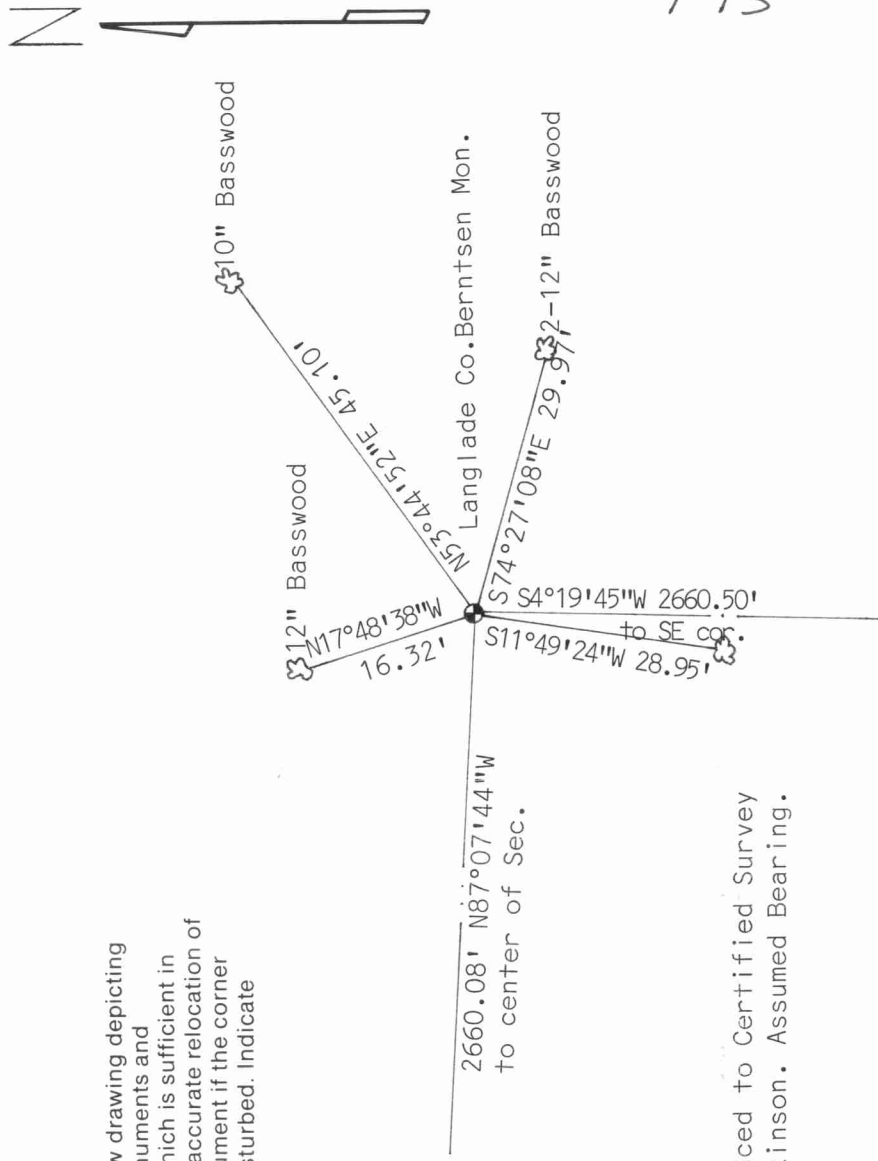 N
10" Basswood
12" Basswood
N53°44'52"E 45.10'
Langlade Co.Berntsen Mon.
2-12" Basswood
S74°27'08"E 29.97'
N17°48'38"W
16.32'
S4°19'45"W 2660.50'
to SE cor.
S11°49'24"W 28.95'
2660.08' N87°07'44"W
to center of Sec.
w drawing depicting
uments and
hich is sufficient in
accurate relocation of
ument if the corner
sturbed. Indicate
ced to Certified Survey
inson. Assumed Bearing.